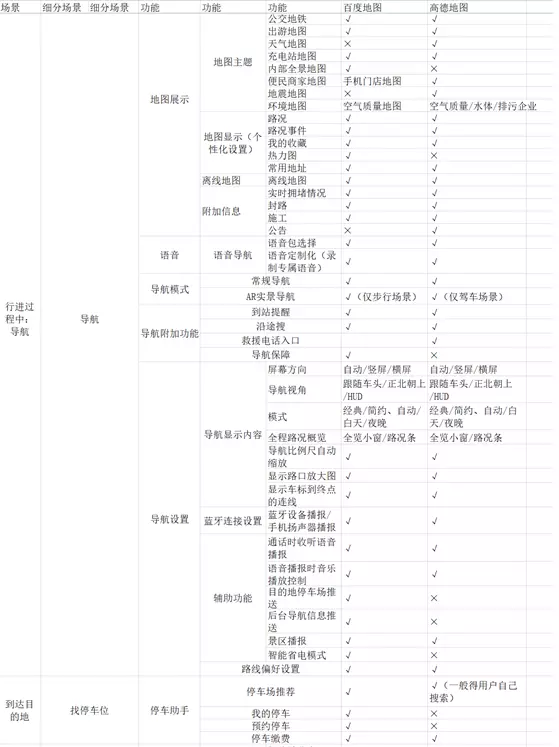 场景 细分场景 细分场景 功能 功能 功能 百度地图 高德地图
行进过程中:导航 导航 地图展示 地图主题 公交地铁 √ √
出游地图 √ √
天气地图 × √
充电站地图 √ √
内部全景地图 √ ×
便民商家地图 手机门店地图 √
地震地图 × √
环境地图 空气质量地图 空气质量/水体/排污企业
地图显示(个性化设置) 路况 √ √
路况事件 √ √
我的收藏 √ √
热力图 √ ×
常用地址 √ √
离线地图 离线地图 √ √
附加信息 实时拥堵情况 √ √
封路 √ √
施工 √ √
公告 × √
语音 语音导航 语音包选择 √ √
语音定制化(录制专属语音) √ √
导航模式 常规导航 √ √
AR实景导航 √(仅步行场景) √(仅驾车场景)
导航附加功能 到站提醒 √ √
沿途搜 √ √
救援电话入口 √
导航保障 √ ×
导航设置 导航显示内容 屏幕方向 自动/竖屏/横屏 自动/竖屏/横屏
导航视角 跟随车头/正北朝上/HUD 跟随车头/正北朝上/HUD
模式 经典/简约、自动/白天/夜晚 经典/简约、自动/白天/夜晚
全程路况概览 全览小窗/路况条 全览小窗/路况条
导航比例尺自动缩放 √ √
显示路口放大图 √ √
显示车标到终点的连线 √ √
蓝牙连接设置 蓝牙设备播报/手机扬声器播报 √ √
辅助功能 通话时收听语音播报 √ √
语音播报时音乐播放控制 √ √
目的地停车场推送 √ ×
后台导航信息推送 √ ×
景区播报 √ √
智能省电模式 √ ×
路线偏好设置 √ √
到达目的地 找停车位 停车助手 停车场推荐 √ √(一般得用户自己搜索)
我的停车 √ ×
预约停车 √ ×
停车缴费 √ √